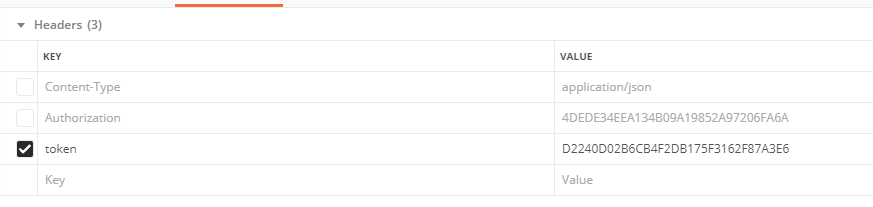 Headers (3)
KEY VALUE
Content-Type application/json
Authorization 4DEDE34EEA134B09A19852A97206FA6A
token D2240D02B6CB4F2DB175F3162F87A3E6
Key Value